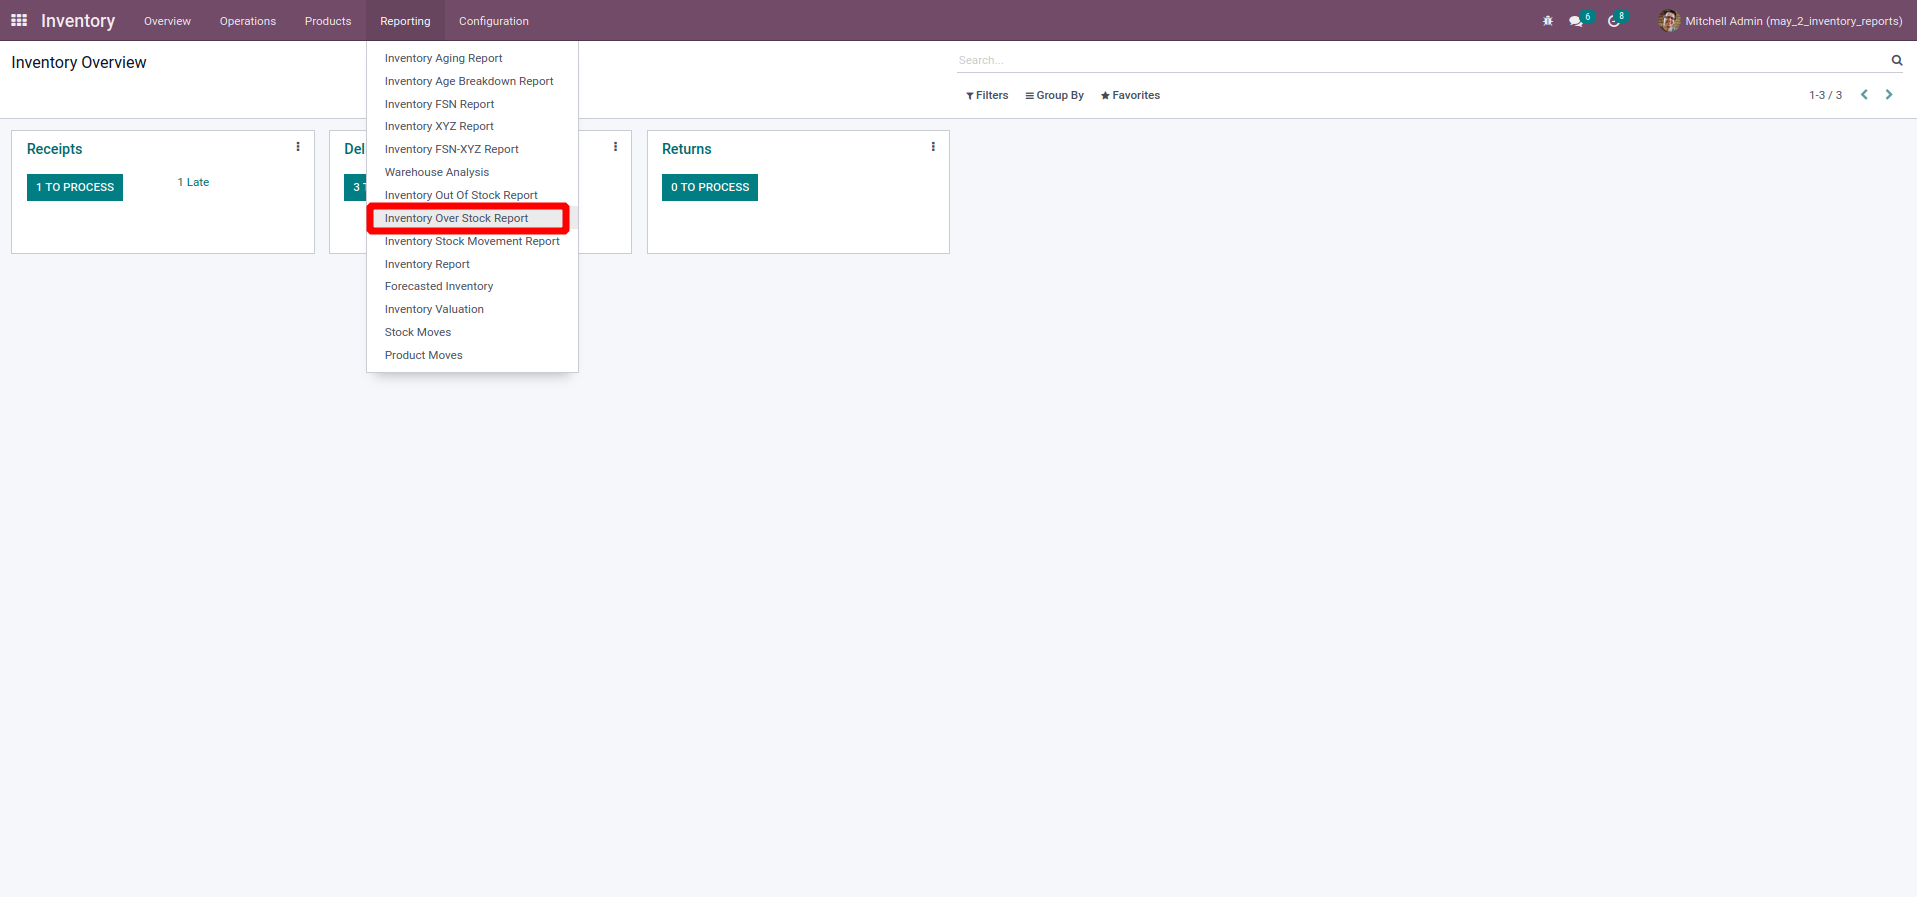 Inventory Overview Operations Products Reporting Configuration 6 8 Mitchell Admin (may_2_inventory_reports)
Inventory Overview
Search...
Filters Group By Favorites 1-3 / 3
Inventory Aging Report
Inventory Age Breakdown Report
Inventory FSN Report
Inventory XYZ Report
Inventory FSN-XYZ Report
Warehouse Analysis
Inventory Out Of Stock Report
Inventory Over Stock Report
Inventory Stock Movement Report
Inventory Report
Forecasted Inventory
Inventory Valuation
Stock Moves
Product Moves
Receipts
1 TO PROCESS 1 Late
Del
3 T
Returns
0 TO PROCESS